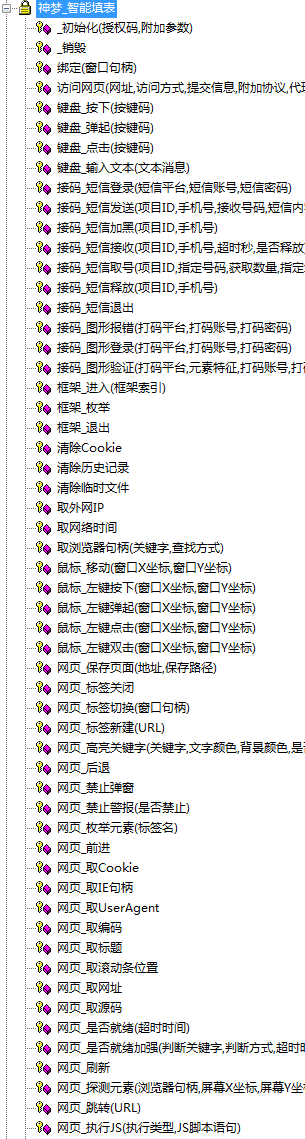 神梦_智能填表
_初始化(授权码,附加参数)
_销毁
绑定(窗口句柄)
访问网页(网址,访问方式,提交信息,附加协议,代理
键盘_按下(按键码)
键盘_弹起(按键码)
键盘_点击(按键码)
键盘_输入文本(文本消息)
接码_短信登录(短信平台,短信账号,短信密码)
接码_短信发送(项目ID,手机号,接收号码,短信内容
接码_短信加黑(项目ID,手机号)
接码_短信接收(项目ID,手机号,超时秒,是否释放)
接码_短信取号(项目ID,指定号码,获取数量,指定
接码_短信释放(项目ID,手机号)
接码_短信退出
接码_图形报错(打码平台,打码账号,打码密码)
接码_图形登录(打码平台,打码账号,打码密码)
接码_图形验证(打码平台,元素特征,打码账号,打
框架_进入(框架索引)
框架_枚举
框架_退出
清除Cookie
清除历史记录
清除临时文件
取外网IP
取网络时间
取浏览器句柄(关键字,查找方式)
鼠标_移动(窗口X坐标,窗口Y坐标)
鼠标_左键按下(窗口X坐标,窗口Y坐标)
鼠标_左键弹起(窗口X坐标,窗口Y坐标)
鼠标_左键点击(窗口X坐标,窗口Y坐标)
鼠标_左键双击(窗口X坐标,窗口Y坐标)
网页_保存页面(地址,保存路径)
网页_标签关闭
网页_标签切换(窗口句柄)
网页_标签新建(URL)
网页_高亮关键字(关键字,文字颜色,背景颜色,是
网页_后退
网页_禁止弹窗
网页_禁止警报(是否禁止)
网页_枚举元素(标签名)
网页_前进
网页_取Cookie
网页_取IE句柄
网页_取UserAgent
网页_取编码
网页_取标题
网页_取滚动条位置
网页_取网址
网页_取源码
网页_是否就绪(超时时间)
网页_是否就绪加强(判断关键字,判断方式,超时
网页_刷新
网页_探测元素(浏览器句柄,屏幕X坐标,屏幕Y坐
网页_跳转(URL)
网页_执行JS(执行类型,JS脚本语句)